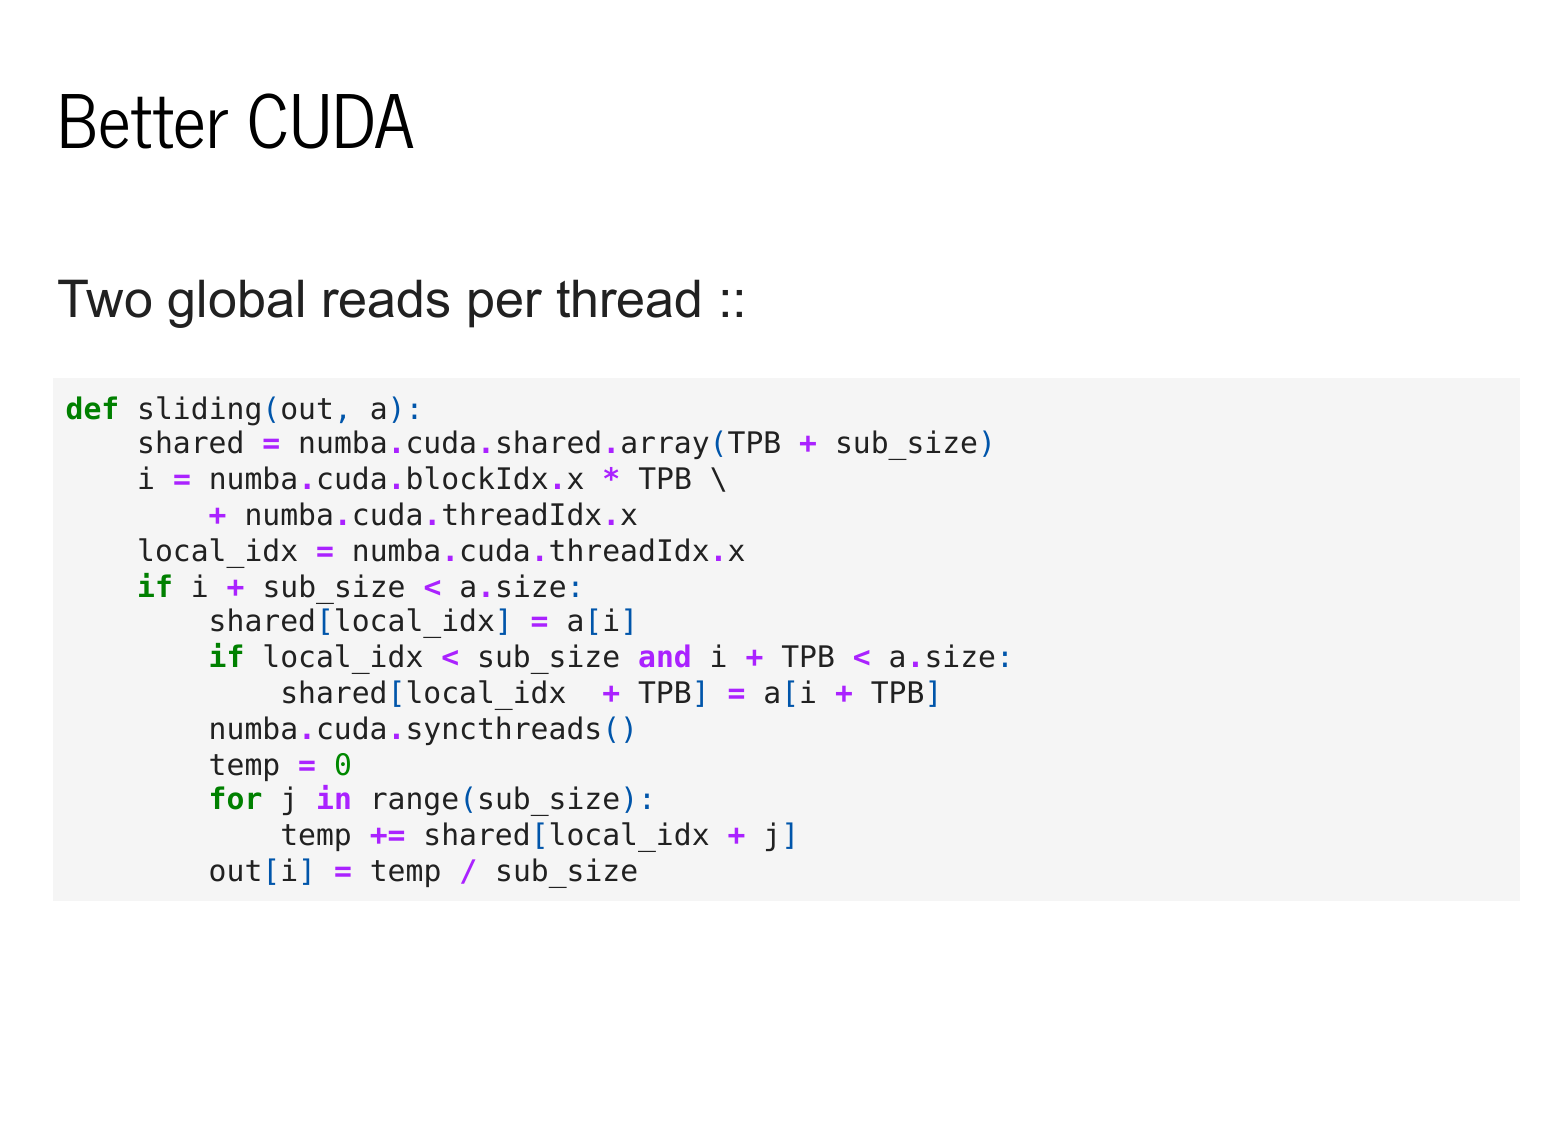 Better CUDA
Two global reads per thread ::
def sliding(out, a):
    shared = numba.cuda.shared.array(TPB + sub_size)
    i = numba.cuda.blockIdx.x * TPB \
        + numba.cuda.threadIdx.x
    local_idx = numba.cuda.threadIdx.x
    if i + sub_size < a.size:
        shared[local_idx] = a[i]
        if local_idx < sub_size and i + TPB < a.size:
            shared[local_idx  + TPB] = a[i + TPB]
        numba.cuda.syncthreads()
        temp = 0
        for j in range(sub_size):
            temp += shared[local_idx + j]
        out[i] = temp / sub_size